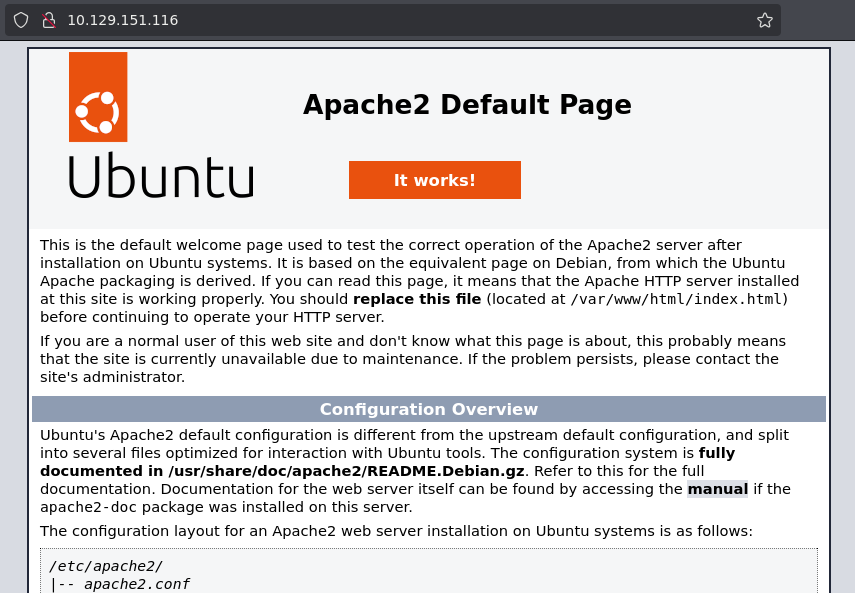 10.129.151.116
Apache2 Default Page
Ubuntu
It works!
This is the default welcome page used to test the correct operation of the Apache2 server after
installation on Ubuntu systems. It is based on the equivalent page on Debian, from which the Ubuntu
Apache packaging is derived. If you can read this page, it means that the Apache HTTP server installed
at this site is working properly. You should replace this file (located at /var/www/html/index.html)
before continuing to operate your HTTP server.
If you are a normal user of this web site and don't know what this page is about, this probably means
that the site is currently unavailable due to maintenance. If the problem persists, please contact the
site's administrator.
Configuration Overview
Ubuntu's Apache2 default configuration is different from the upstream default configuration, and split
into several files optimized for interaction with Ubuntu tools. The configuration system is fully
documented in /usr/share/doc/apache2/README.Debian.gz. Refer to this for the full
documentation. Documentation for the web server itself can be found by accessing the manual if the
apache2-doc package was installed on this server.
The configuration layout for an Apache2 web server installation on Ubuntu systems is as follows:
/etc/apache2/
|-- apache2.conf